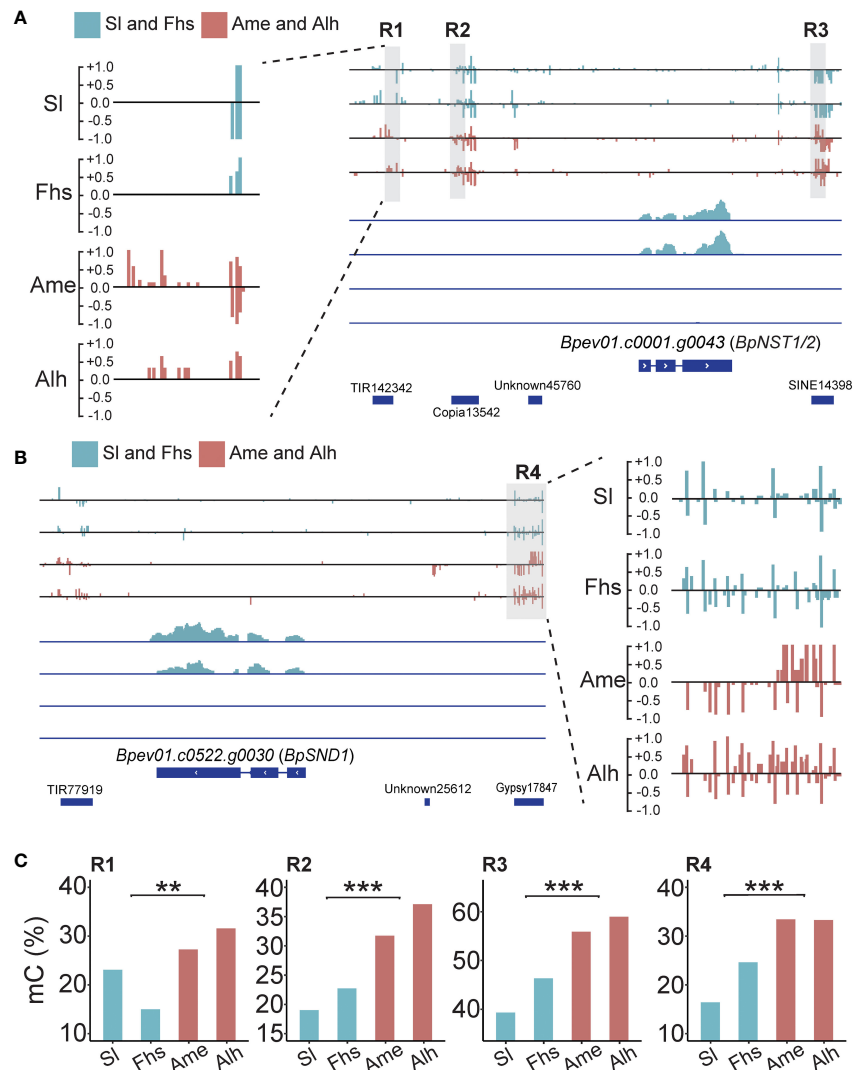 A
Sl and Fhs
Ame and Alh
R1
R2
R3
Sl
+1.0
+0.5
0.0
-0.5
-1.0
Fhs
+1.0
+0.5
0.0
-0.5
-1.0
Ame
+1.0
+0.5
0.0
-0.5
-1.0
Alh
+1.0
+0.5
0.0
-0.5
-1.0
Bpev01.c0001.g0043 (BpNST1/2)
TIR142342
Copia13542
Unknown45760
SINE14398
B
Sl and Fhs
Ame and Alh
R4
Bpev01.c0522.g0030 (BpSND1)
TIR77919
Unknown25612
Gypsy17847
Sl
+1.0
+0.5
0.0
-0.5
-1.0
Fhs
+1.0
+0.5
0.0
-0.5
-1.0
Ame
+1.0
+0.5
0.0
-0.5
-1.0
Alh
+1.0
+0.5
0.0
-0.5
-1.0
C
mC (%)
R1
**
40
30
20
10
Sl Fhs Ame Alh
R2
***
40
35
30
25
20
15
Sl Fhs Ame Alh
R3
***
60
50
40
Sl Fhs Ame Alh
R4
***
40
30
20
10
Sl Fhs Ame Alh